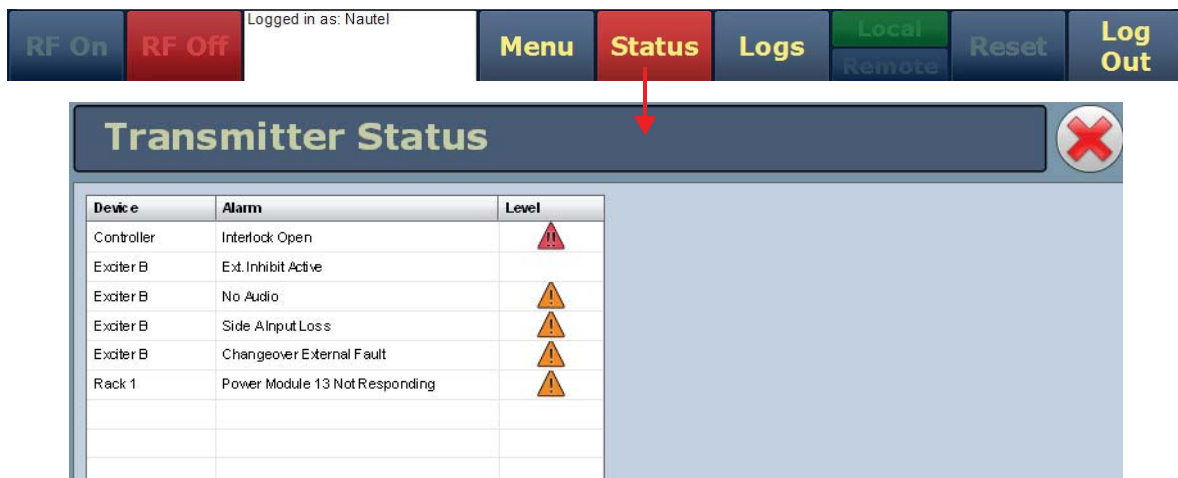 Logged in as: Nautel
RF On RF Off Menu Status Logs Local Remote Reset Log Out
Transmitter Status
Device Alarm Level
Controller Interlock Open
Exciter B Ext. Inhibit Active
Exciter B No Audio
Exciter B Side A Input Loss
Exciter B Changeover External Fault
Rack 1 Power Module 13 Not Responding